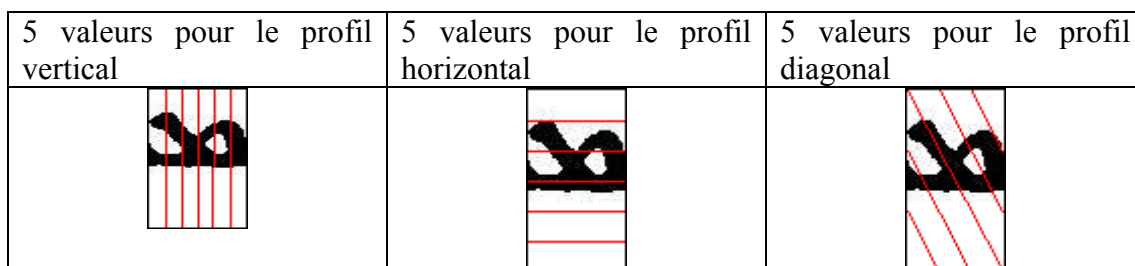 5 valeurs pour le profil vertical
5 valeurs pour le profil horizontal
5 valeurs pour le profil diagonal